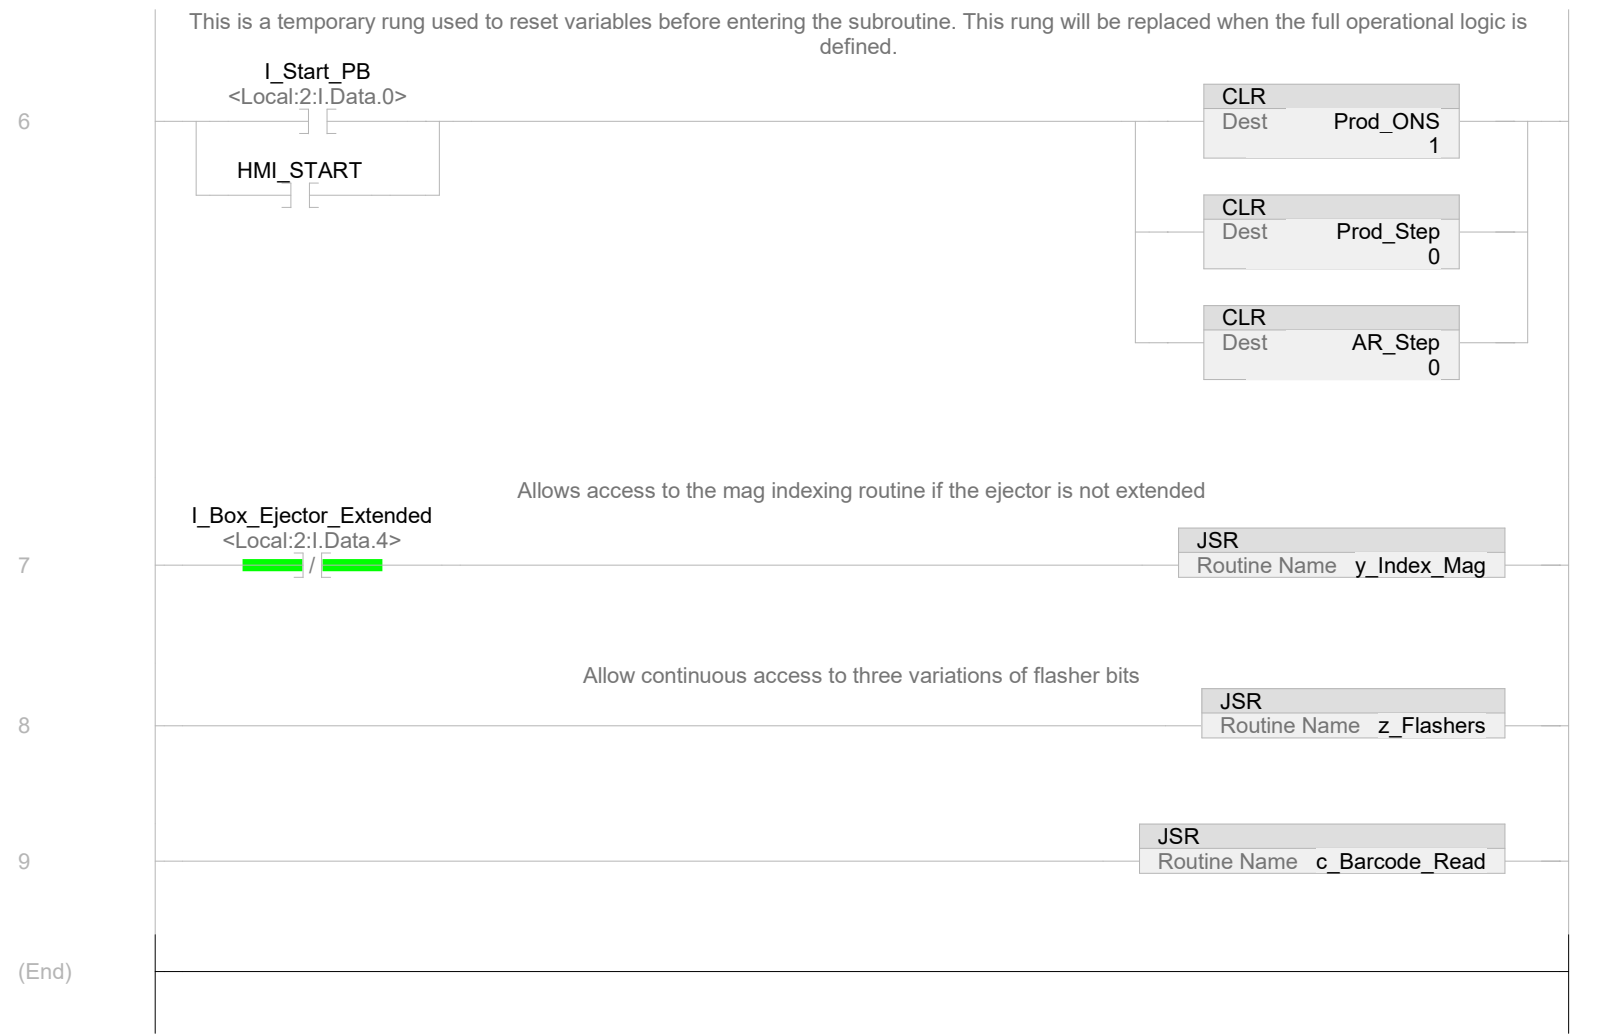 This is a temporary rung used to reset variables before entering the subroutine. This rung will be replaced when the full operational logic is
defined.
I_Start_PB
<Local:2:I.Data.0>
6
HMI_START
CLR
Dest Prod_ONS
1
CLR
Dest Prod_Step
0
CLR
Dest AR_Step
0
Allows access to the mag indexing routine if the ejector is not extended
I_Box_Ejector_Extended
<Local:2:I.Data.4>
7
/
JSR
Routine Name y_Index_Mag
Allow continuous access to three variations of flasher bits
8
JSR
Routine Name z_Flashers
9
JSR
Routine Name c_Barcode_Read
(End)